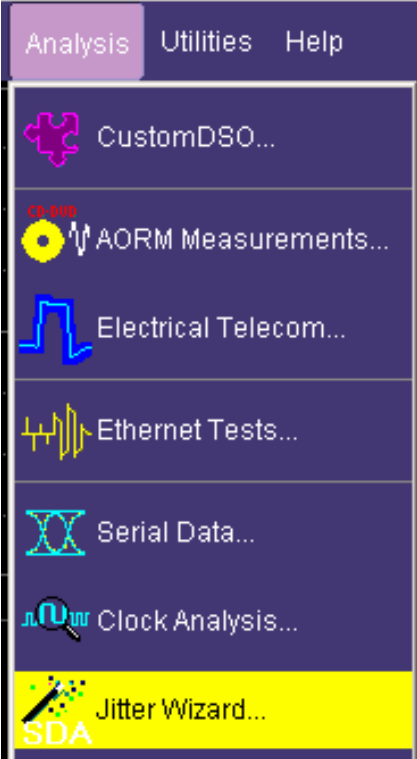 Analysis Utilities Help
CustomDSO...
CD-DVD
AORM Measurements...
Electrical Telecom...
Ethernet Tests...
Serial Data...
Clock Analysis...
Jitter Wizard...
SDA